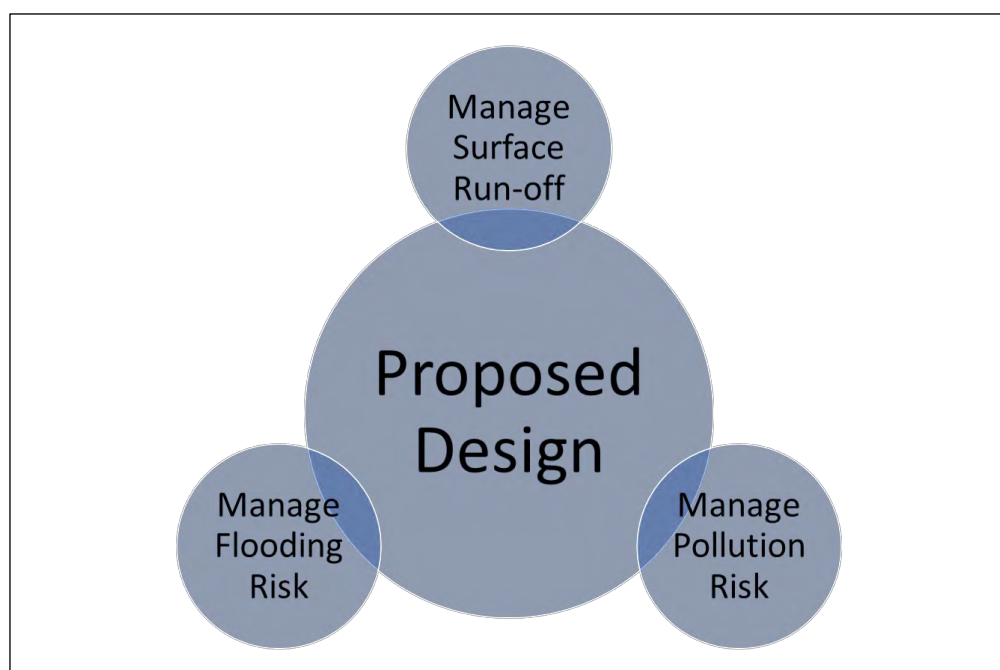 Manage
Surface
Run-off
Proposed
Design
Manage
Flooding
Risk
Manage
Pollution
Risk